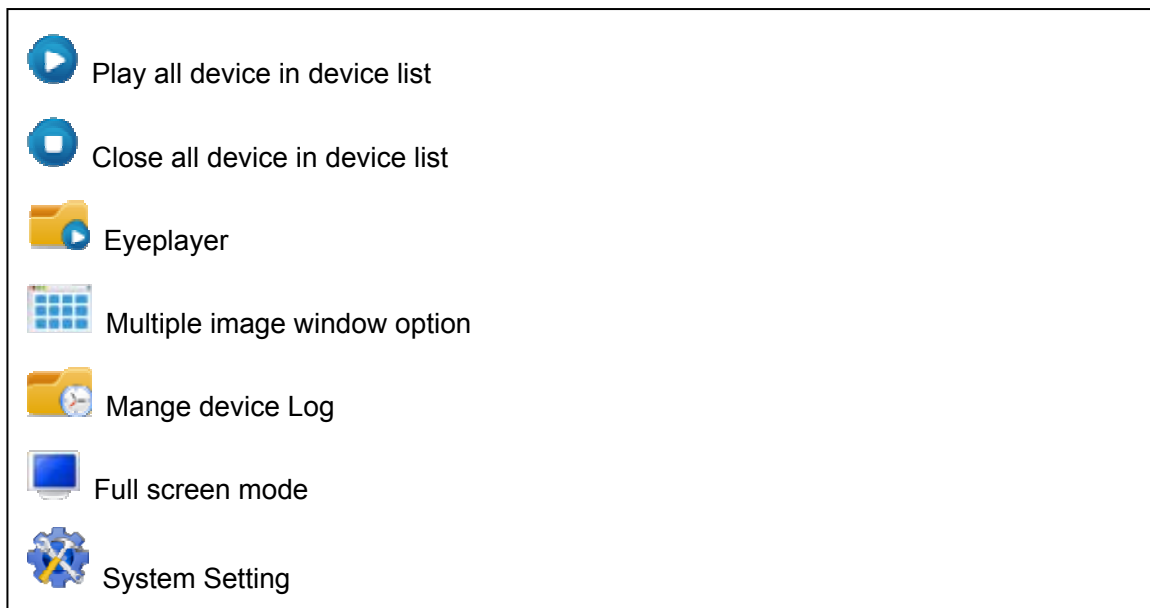 Play all device in device list
Close all device in device list
Eyeplayer
Multiple image window option
Mange device Log
Full screen mode
System Setting